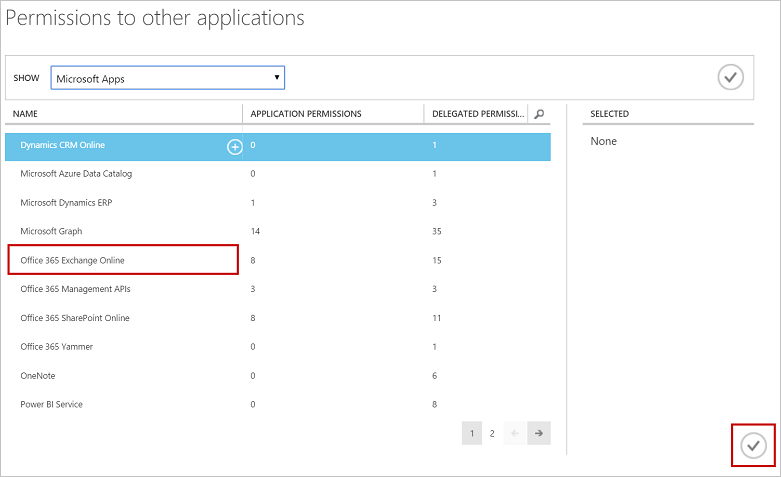 Permissions to other applications
SHOW Microsoft Apps
NAME APPLICATION PERMISSIONS DELEGATED PERMISSI... SELECTED
Dynamics CRM Online 0 1 None
Microsoft Azure Data Catalog 0 1
Microsoft Dynamics ERP 1 3
Microsoft Graph 14 35
Office 365 Exchange Online 8 15
Office 365 Management APIs 3 3
Office 365 SharePoint Online 8 11
Office 365 Yammer 0 1
OneNote 0 6
Power BI Service 0 8
1 2